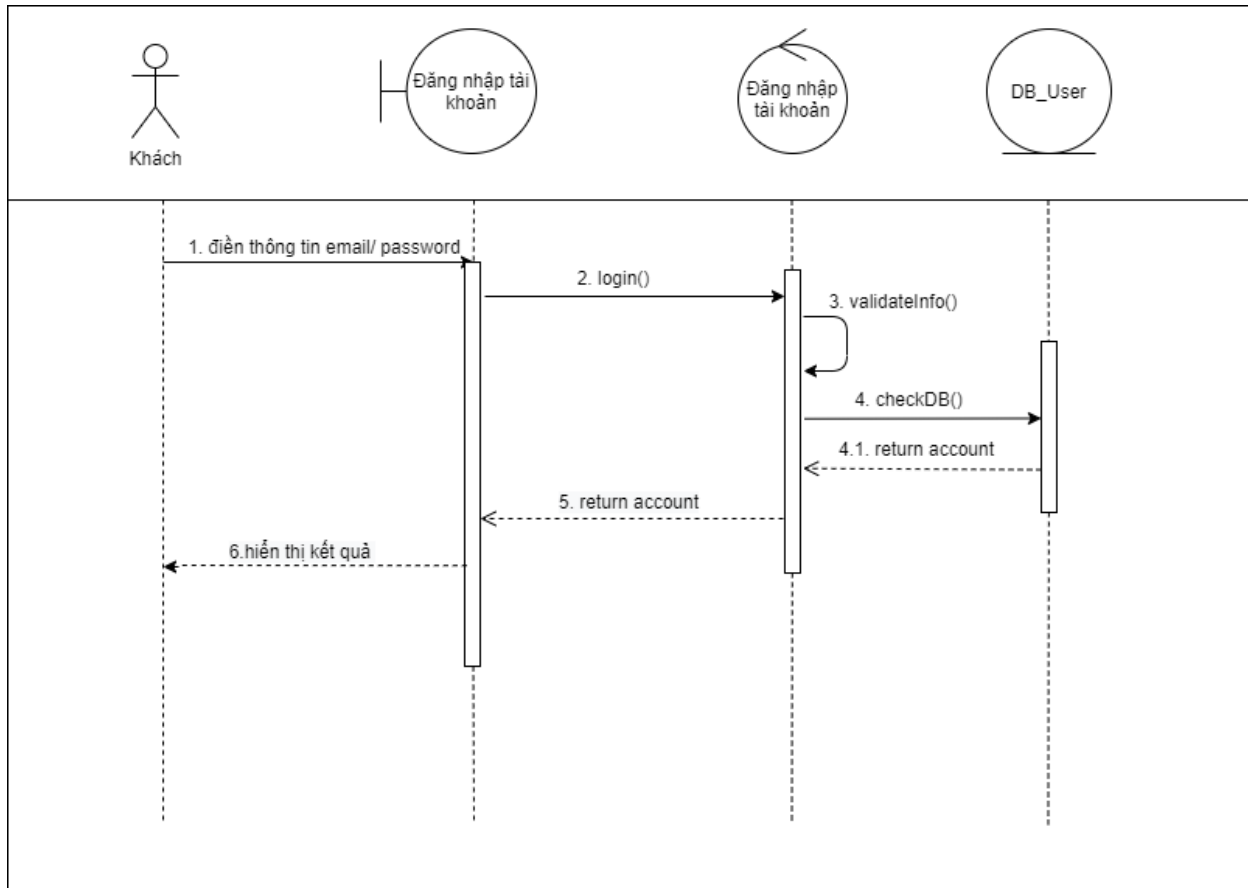 Khách
Đăng nhập tài
khoản
Đăng nhập
tài khoản
DB_User
1. điền thông tin email/ password
2. login()
3. validateInfo()
4. checkDB()
4.1. return account
5. return account
6.hiển thị kết quả